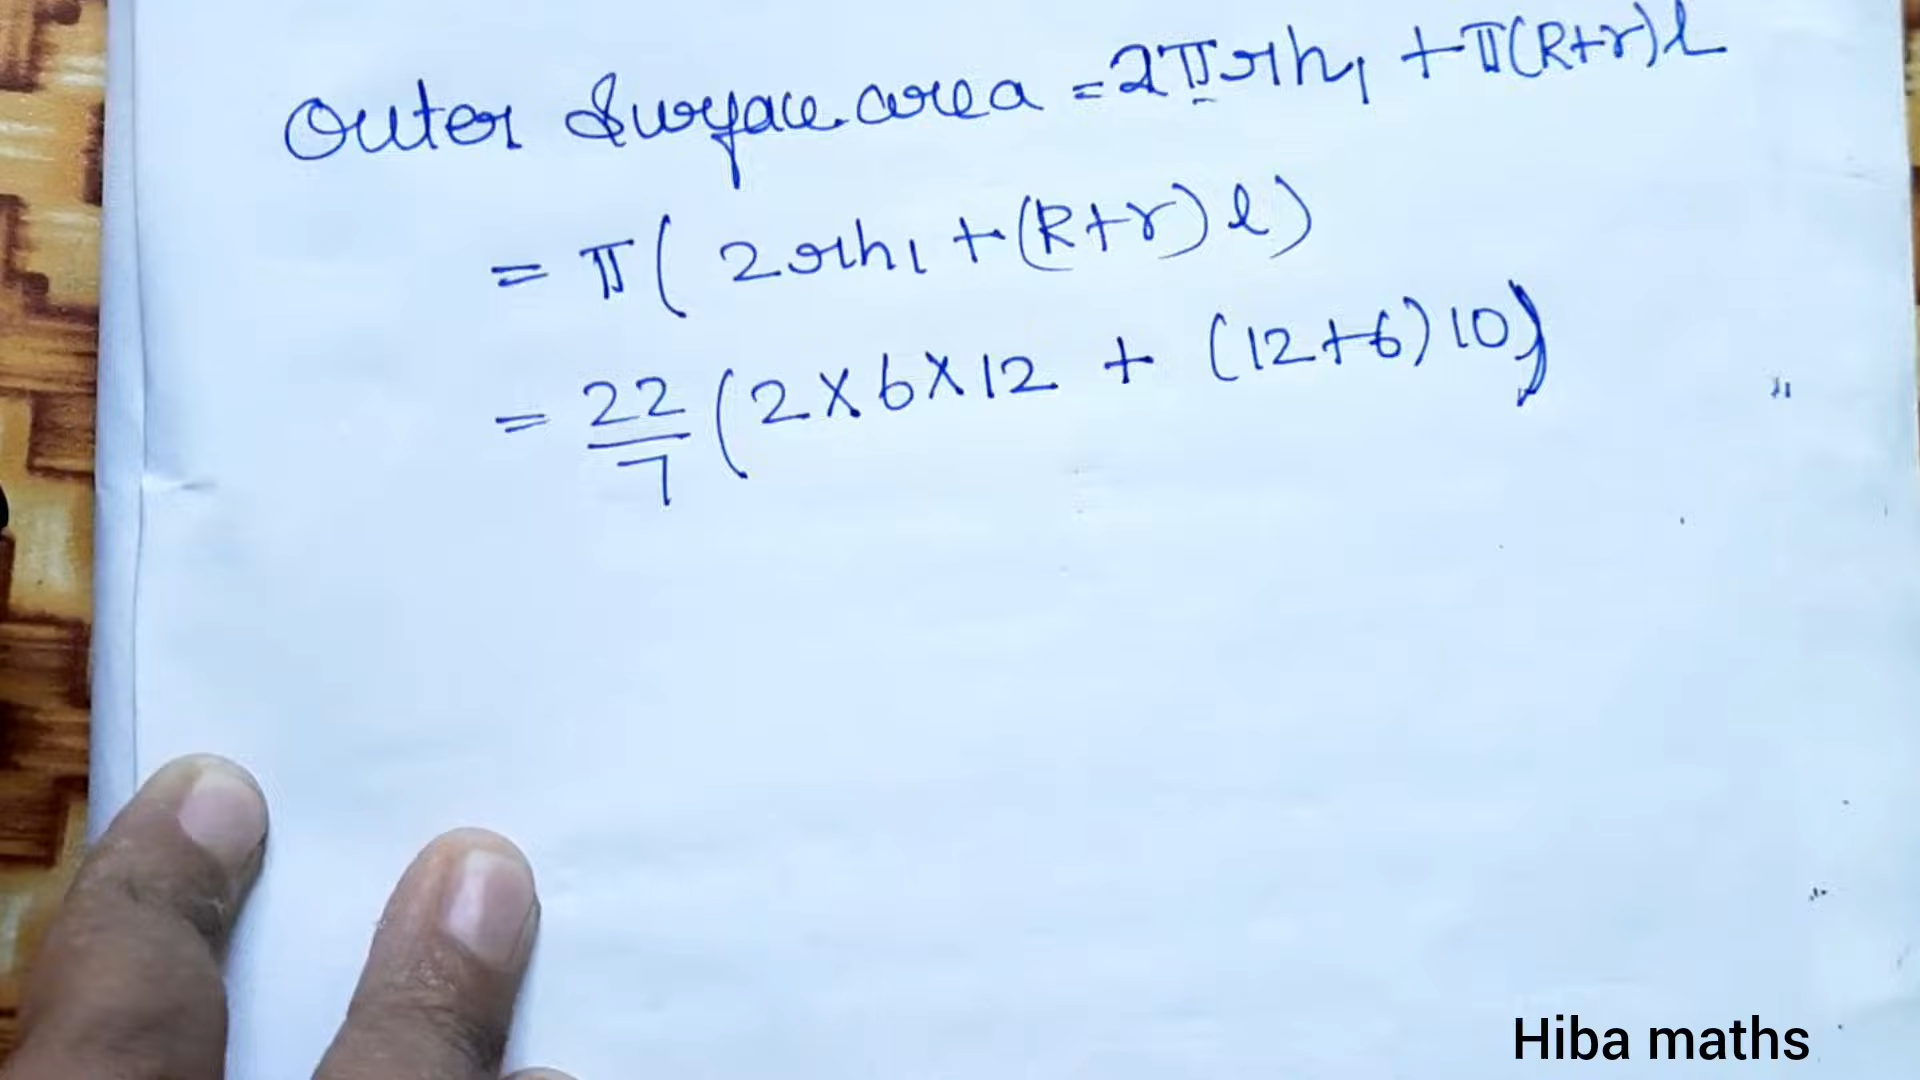 Outer Surface area = 2πrh₁ + π(R+r)l
= π( 2rh₁ + (R+r) l)
= 22/7 (2×6×12 + (12+6)10)
Hiba maths